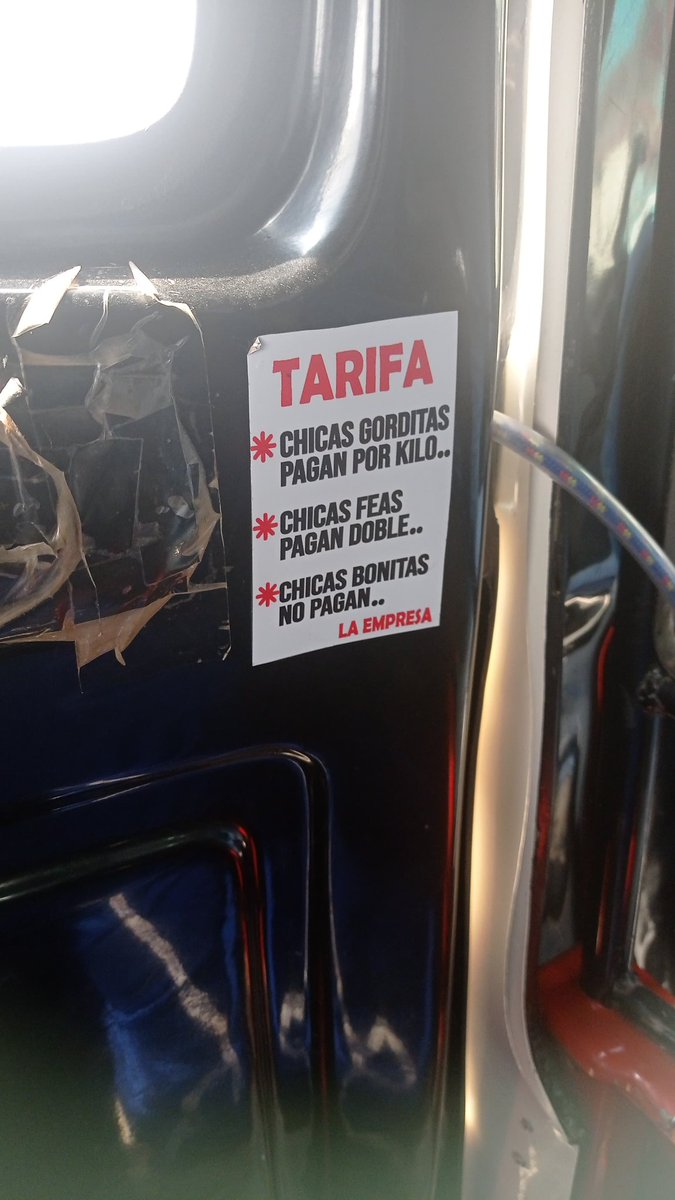 TARIFA
* CHICAS GORDITAS
PAGAN POR KILO..
* CHICAS FEAS
PAGAN DOBLE..
* CHICAS BONITAS
NO PAGAN..
LA EMPRESA